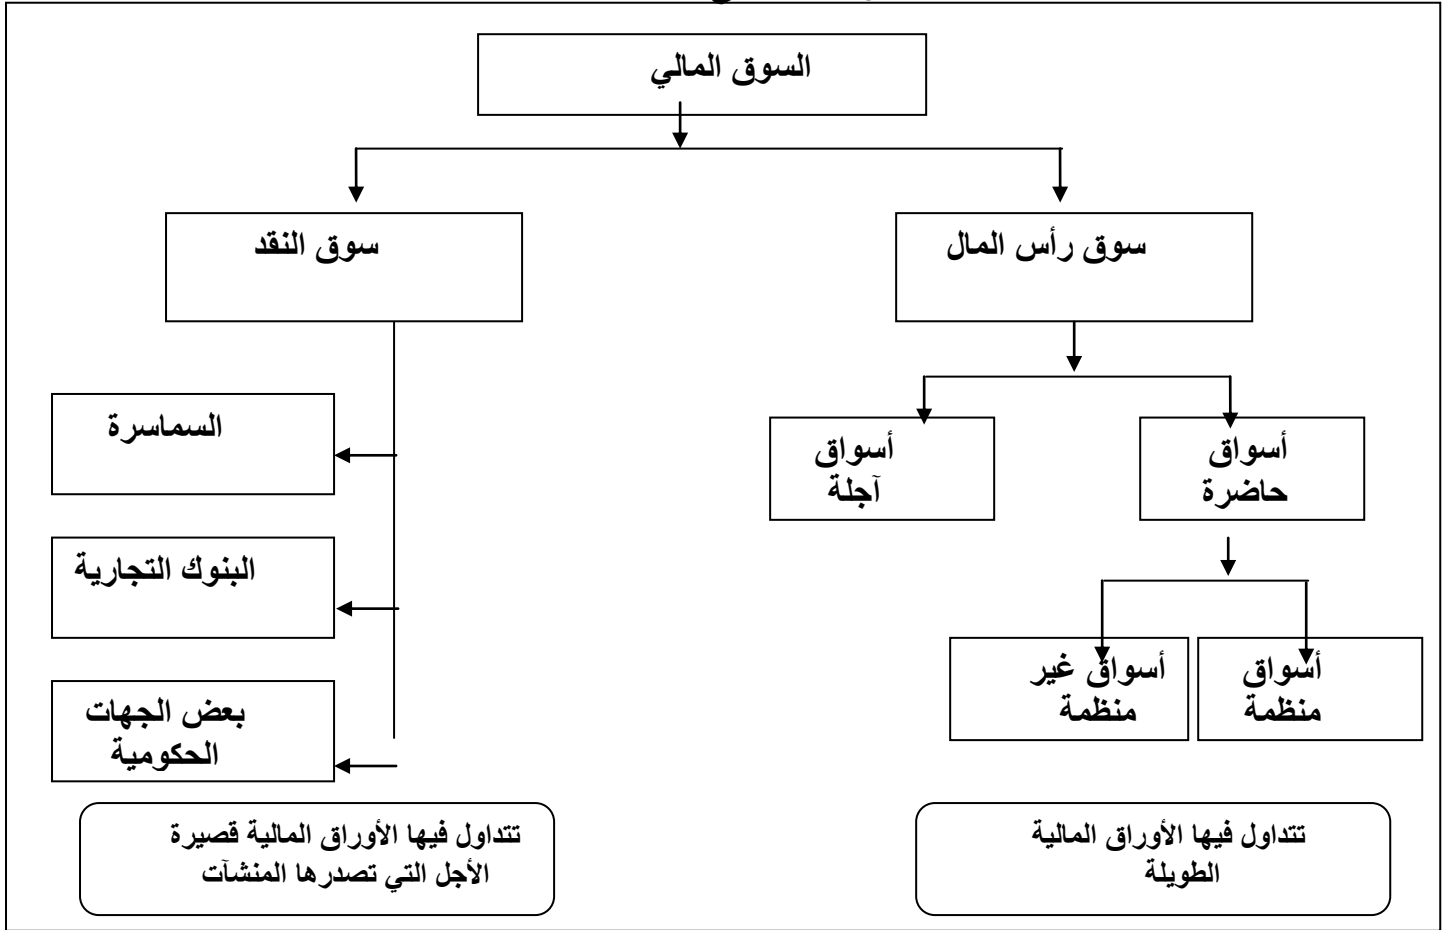 السوق المالي
سوق رأس المال
سوق النقد
أسواق
حاضرة
أسواق
آجلة
أسواق
منظمة
أسواق غير
منظمة
السماسرة
البنوك التجارية
بعض الجهات
الحكومية
تتداول فيها الأوراق المالية
الطويلة
تتداول فيها الأوراق المالية قصيرة
الأجل التي تصدرها المنشآت